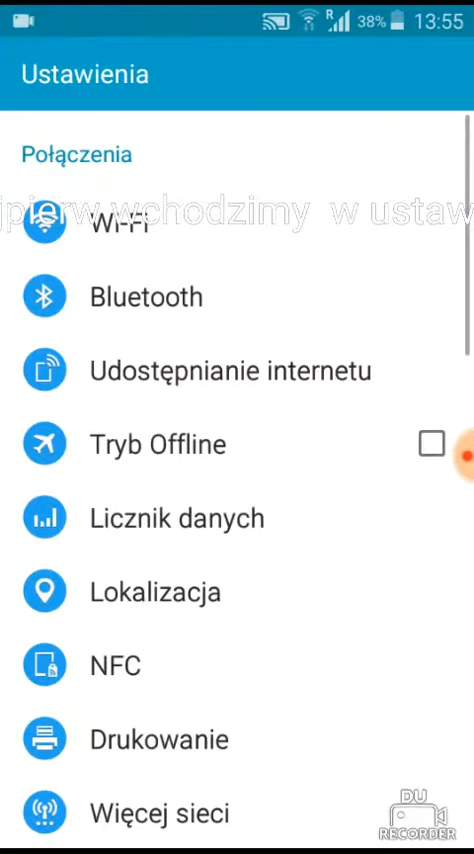 R 38% 13:55
Ustawienia
Połączenia
wchodzimy w ustaw
Wi-Fi
Bluetooth
Udostępnianie internetu
Tryb Offline
Licznik danych
Lokalizacja
NFC
Drukowanie
Więcej sieci
DU
RECORDER